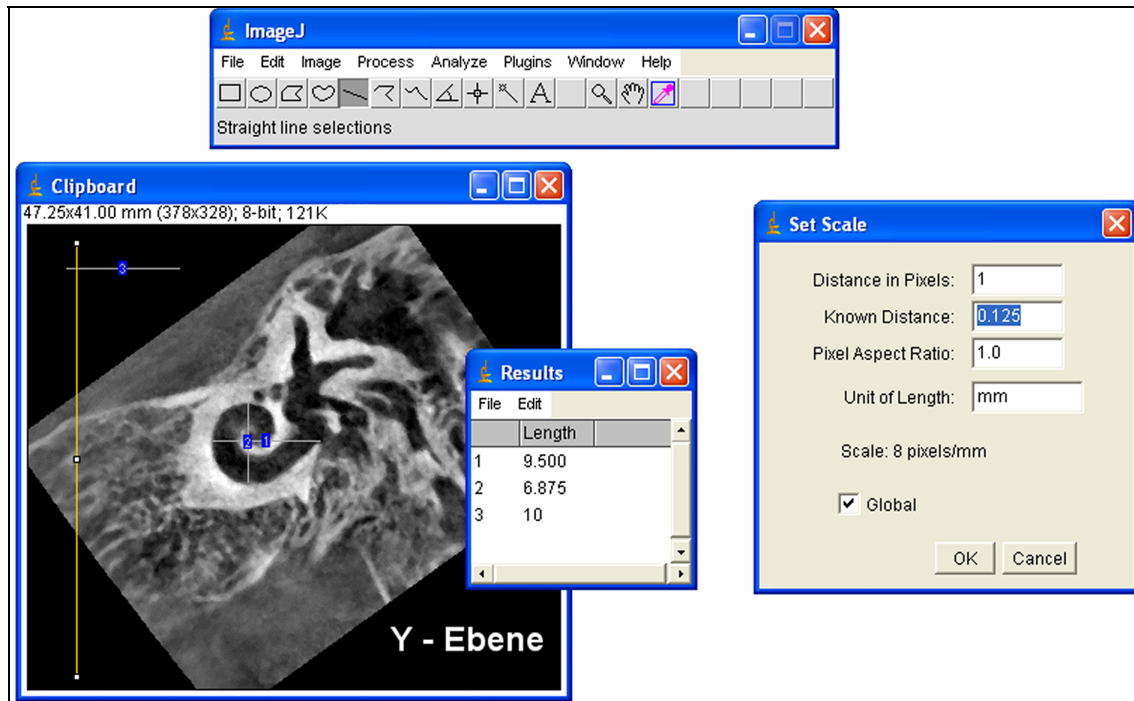 ImageJ
File Edit Image Process Analyze Plugins Window Help
A
Straight line selections
Clipboard
47.25x41.00 mm (378x328); 8-bit; 121K
3
2 1
Y - Ebene
Results
File Edit
Length
1 9.500
2 6.875
3 10
Set Scale
Distance in Pixels: 1
Known Distance: 0.125
Pixel Aspect Ratio: 1.0
Unit of Length: mm
Scale: 8 pixels/mm
Global
OK Cancel